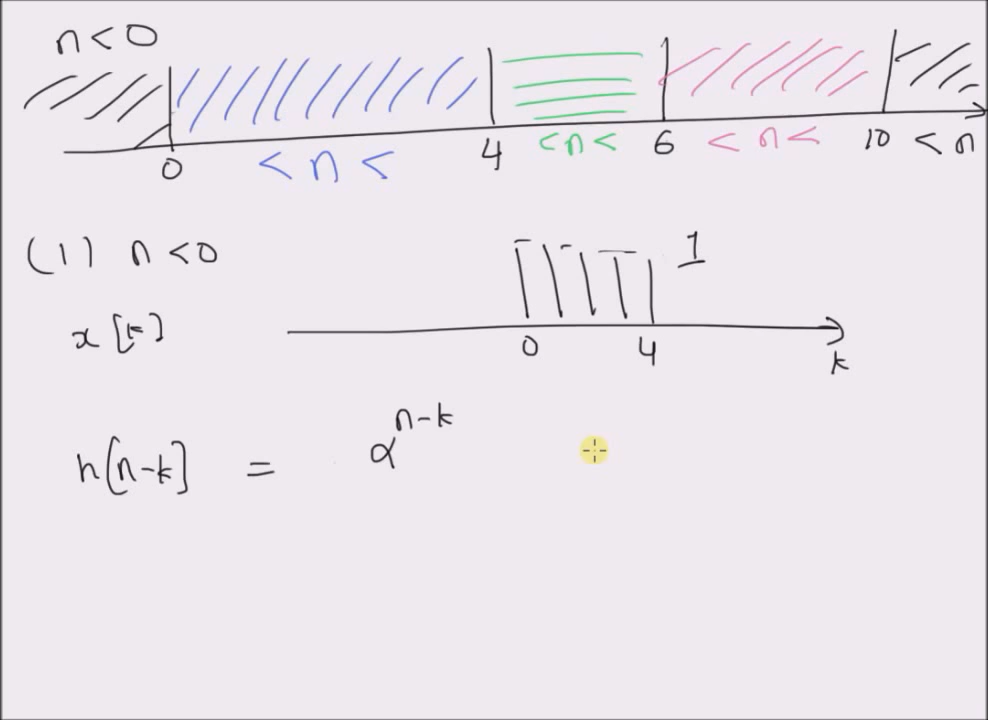 n<0
0 < n < 4 < n < 6 < n < 10 < n
(1) n<0
1
x[k]
0 4 k
h[n-k] = α^{n-k}